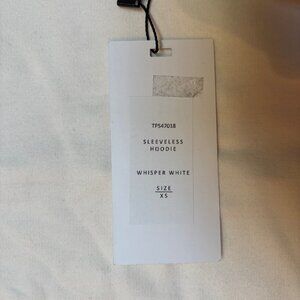 TPS47018
SLEEVELESS
HOODIE
WHISPER WHITE
SIZE
XS